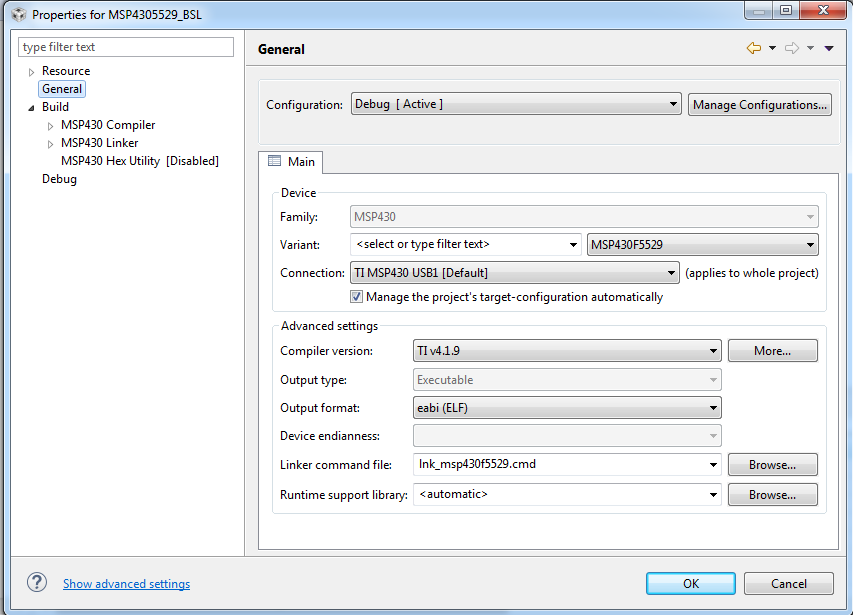 Properties for MSP4305529_BSL
type filter text
Resource
General
Build
MSP430 Compiler
MSP430 Linker
MSP430 Hex Utility [Disabled]
Debug
General
Configuration: Debug [ Active ] Manage Configurations...
Main
Device
Family: MSP430
Variant: <select or type filter text> MSP430F5529
Connection: TI MSP430 USB1 [Default] (applies to whole project)
Manage the project's target-configuration automatically
Advanced settings
Compiler version: TI v4.1.9 More...
Output type: Executable
Output format: eabi (ELF)
Device endianness:
Linker command file: lnk_msp430f5529.cmd Browse...
Runtime support library: <automatic> Browse...
? Show advanced settings OK Cancel